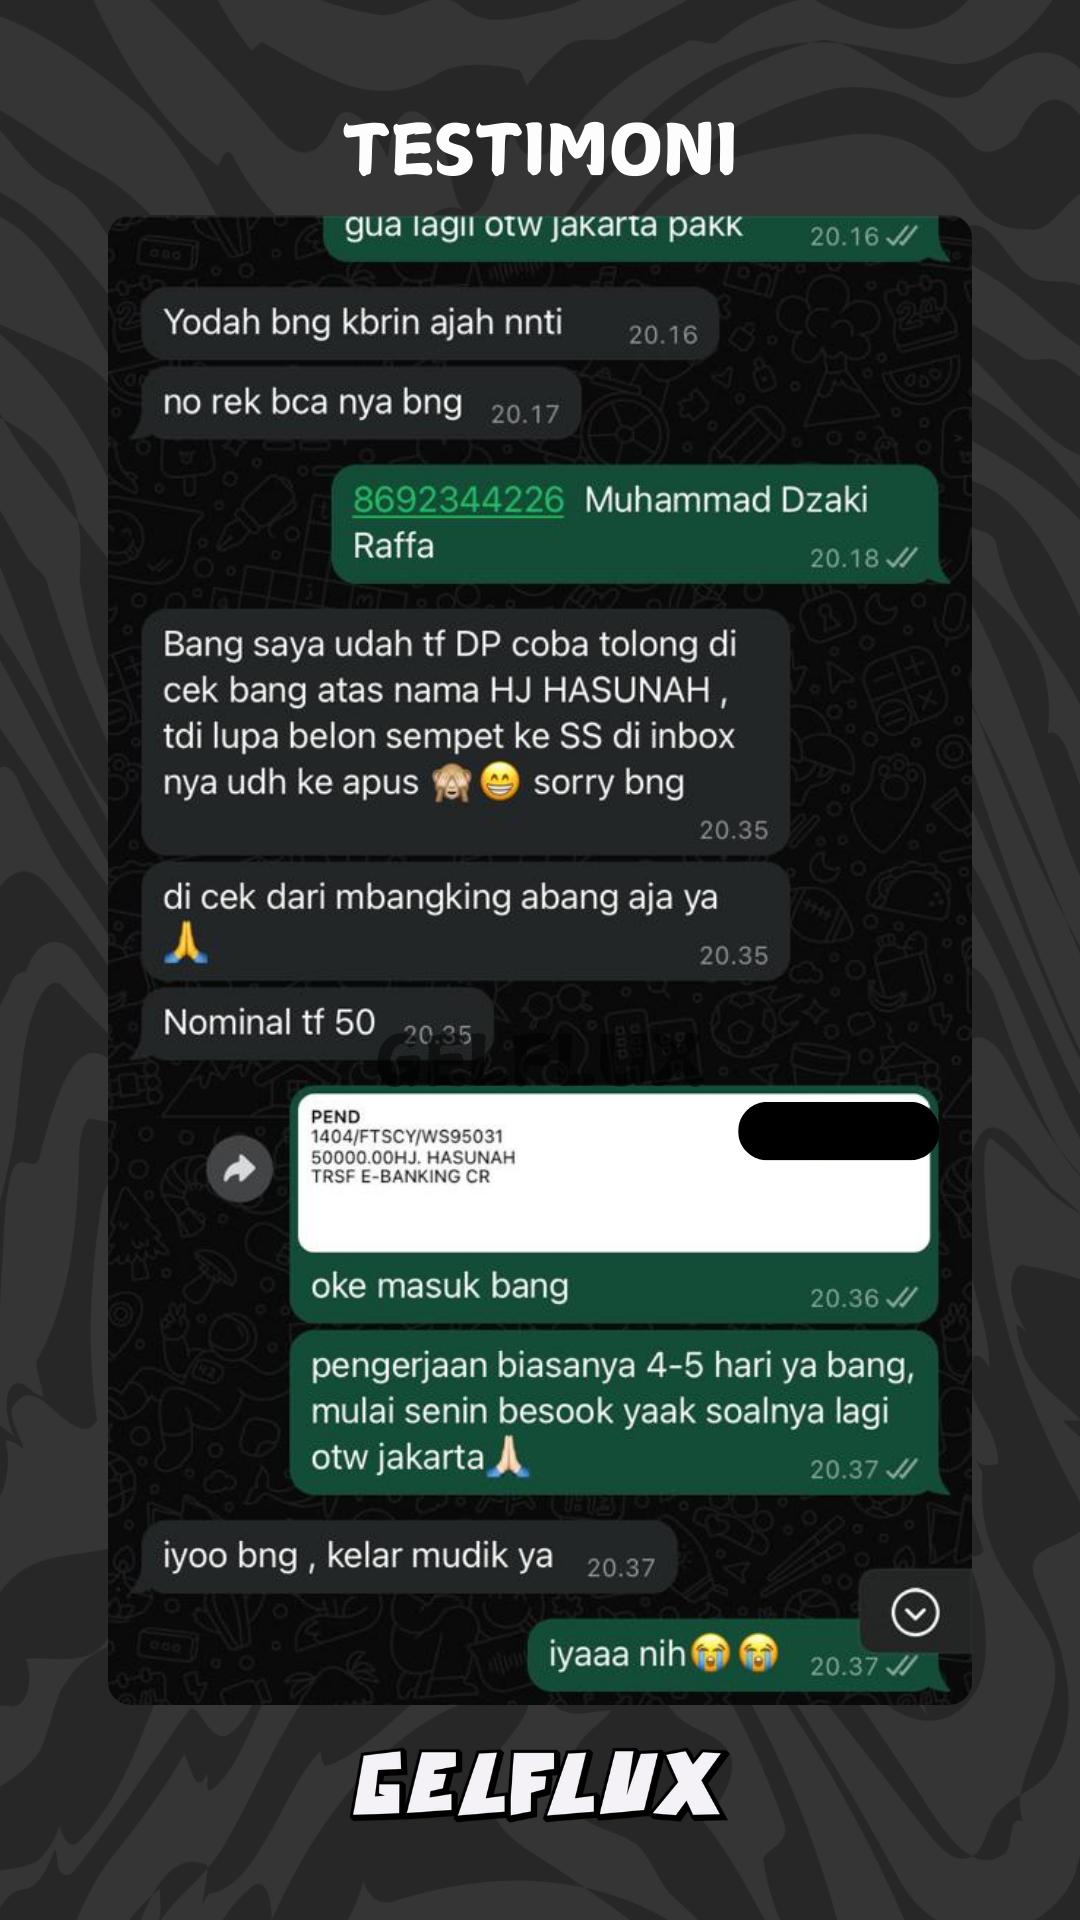 TESTIMONI
gua lagii otw jakarta pakk 20.16
Yodah bng kbrin ajah nnti 20.16
no rek bca nya bng 20.17
8692344226 Muhammad Dzaki
Raffa 20.18
Bang saya udah tf DP coba tolong di
cek bang atas nama HJ HASUNAH ,
tdi lupa belon sempet ke SS di inbox
nya udh ke apus 🙈😁 sorry bng
20.35
di cek dari mbangking abang aja ya
🙏 20.35
Nominal tf 50 20.35
GELFLUX
PEND
1404/FTSCY/WS95031
50000.00HJ. HASUNAH
TRSF E-BANKING CR
oke masuk bang 20.36
pengerjaan biasanya 4-5 hari ya bang,
mulai senin besook yaak soalnya lagi
otw jakarta🙏🏻 20.37
iyoo bng , kelar mudik ya 20.37
iyaaa nih😭😭 20.37
GELFLUX